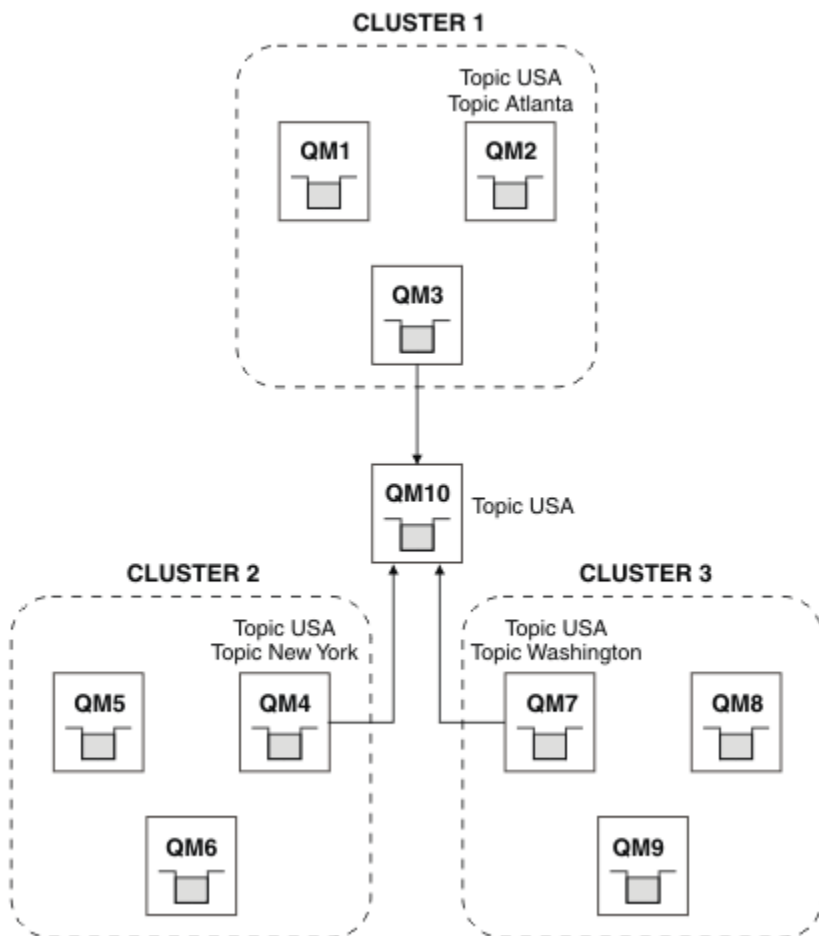 CLUSTER 1
Topic USA
Topic Atlanta
QM1
QM2
QM3
QM10
Topic USA
CLUSTER 2
Topic USA
Topic New York
QM5
QM4
QM6
CLUSTER 3
Topic USA
Topic Washington
QM7
QM8
QM9